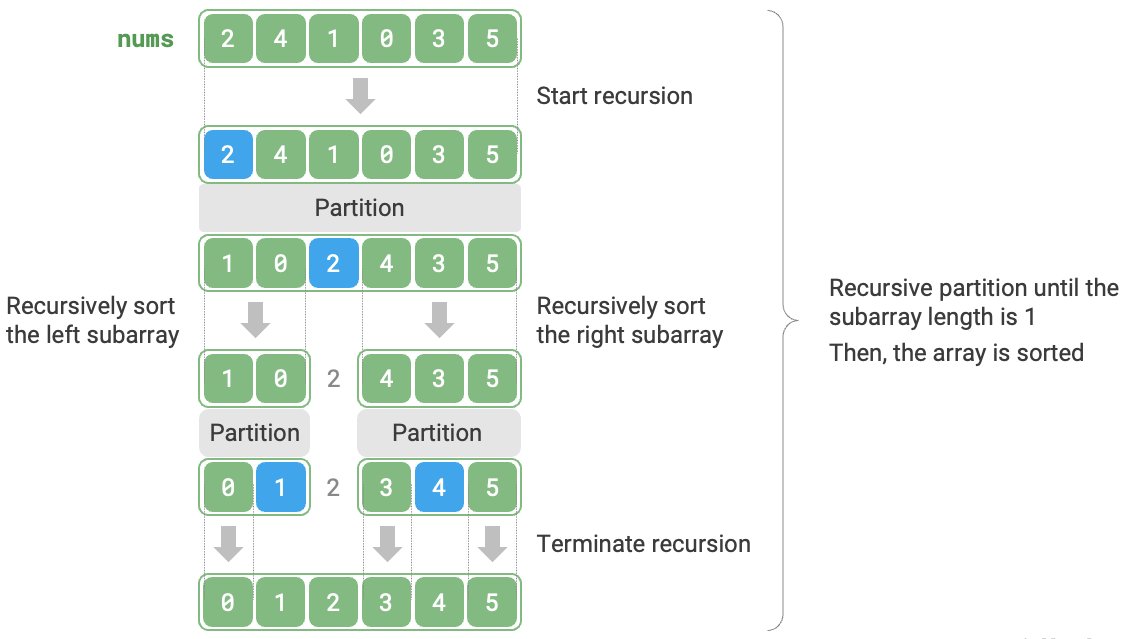 nums 2 4 1 0 3 5
Start recursion
2 4 1 0 3 5
Partition
1 0 2 4 3 5
Recursively sort
the left subarray
Recursively sort
the right subarray
1 0 2 4 3 5
Partition Partition
0 1 2 3 4 5
Terminate recursion
0 1 2 3 4 5
Recursive partition until the
subarray length is 1
Then, the array is sorted